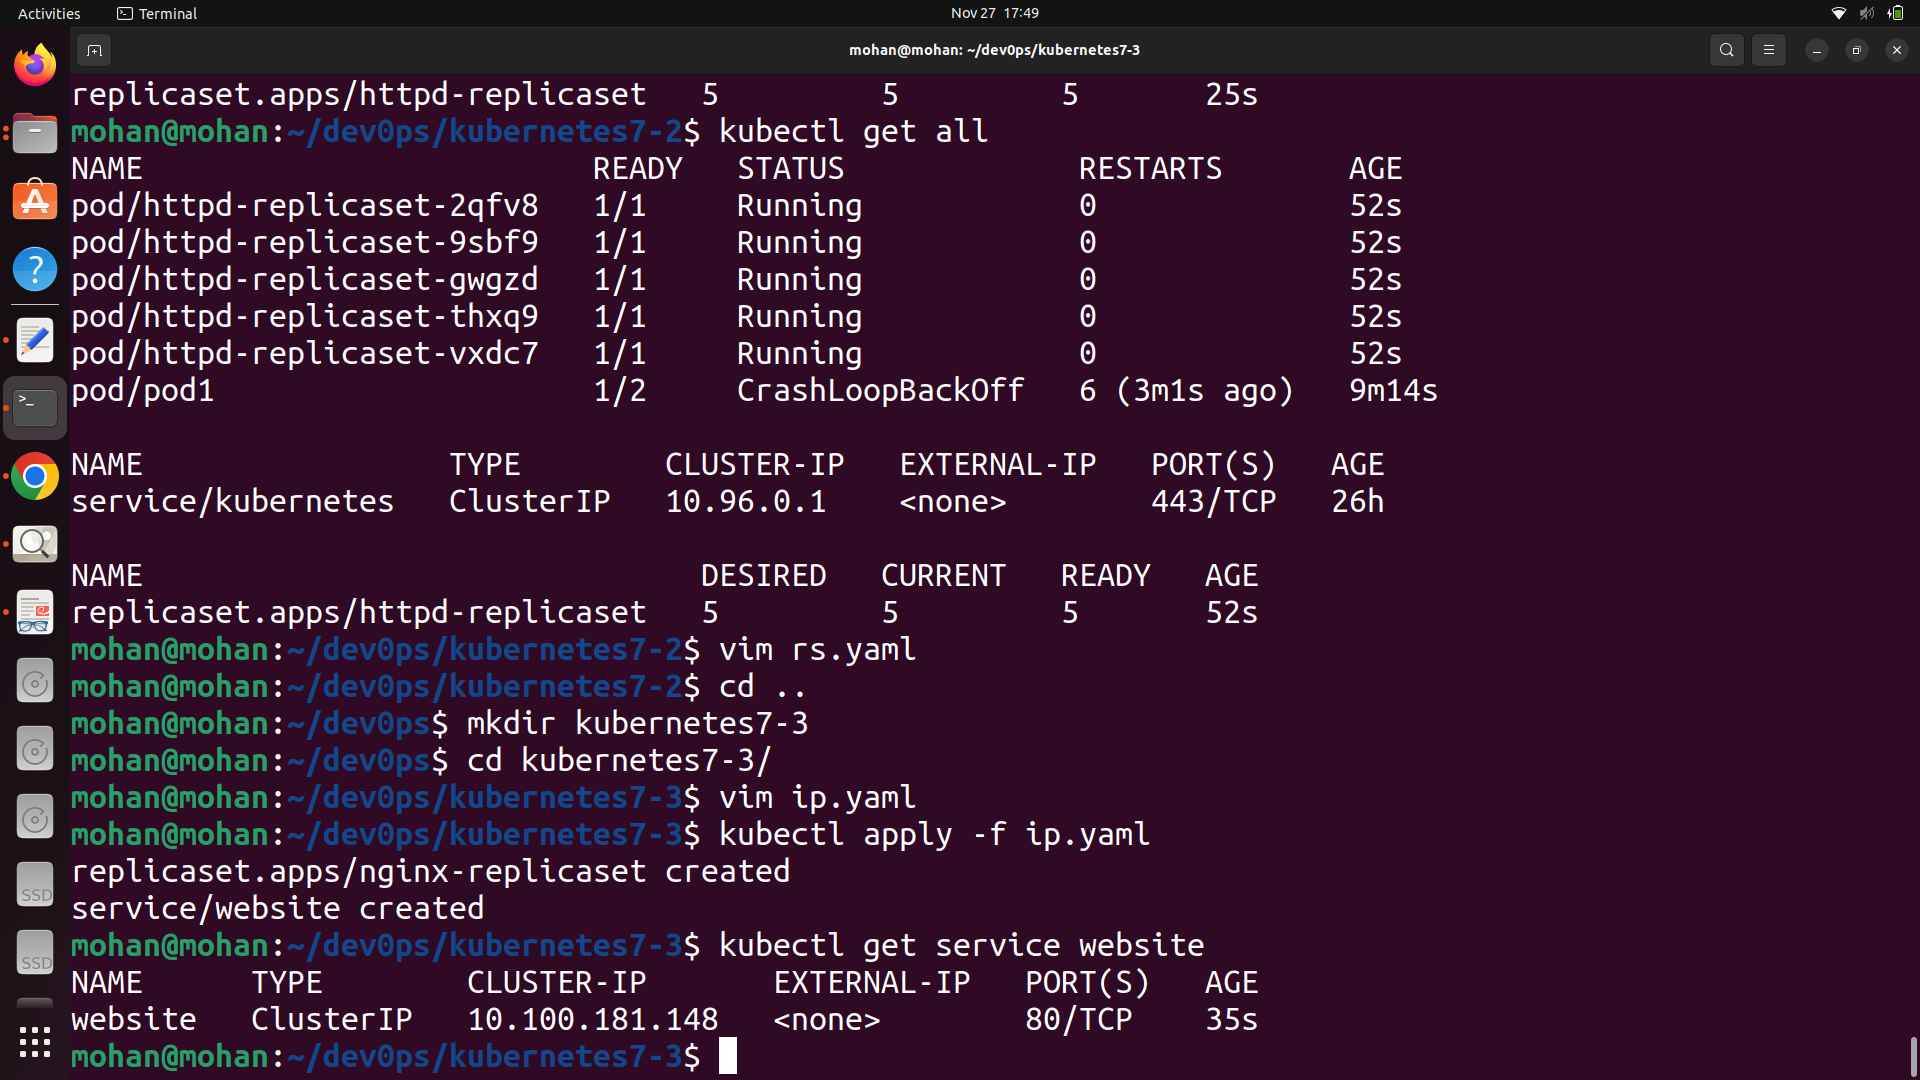 Activities Terminal Nov 27 17:49
mohan@mohan: ~/dev0ps/kubernetes7-3
replicaset.apps/httpd-replicaset 5 5 5 25s
mohan@mohan:~/dev0ps/kubernetes7-2$ kubectl get all
NAME READY STATUS RESTARTS AGE
pod/httpd-replicaset-2qfv8 1/1 Running 0 52s
pod/httpd-replicaset-9sbf9 1/1 Running 0 52s
pod/httpd-replicaset-gwgzd 1/1 Running 0 52s
pod/httpd-replicaset-thxq9 1/1 Running 0 52s
pod/httpd-replicaset-vxdc7 1/1 Running 0 52s
pod/pod1 1/2 CrashLoopBackOff 6 (3m1s ago) 9m14s
NAME TYPE CLUSTER-IP EXTERNAL-IP PORT(S) AGE
service/kubernetes ClusterIP 10.96.0.1 <none> 443/TCP 26h
NAME DESIRED CURRENT READY AGE
replicaset.apps/httpd-replicaset 5 5 5 52s
mohan@mohan:~/dev0ps/kubernetes7-2$ vim rs.yaml
mohan@mohan:~/dev0ps/kubernetes7-2$ cd ..
mohan@mohan:~/dev0ps$ mkdir kubernetes7-3
mohan@mohan:~/dev0ps$ cd kubernetes7-3/
mohan@mohan:~/dev0ps/kubernetes7-3$ vim ip.yaml
mohan@mohan:~/dev0ps/kubernetes7-3$ kubectl apply -f ip.yaml
replicaset.apps/nginx-replicaset created
service/website created
mohan@mohan:~/dev0ps/kubernetes7-3$ kubectl get service website
NAME TYPE CLUSTER-IP EXTERNAL-IP PORT(S) AGE
website ClusterIP 10.100.181.148 <none> 80/TCP 35s
mohan@mohan:~/dev0ps/kubernetes7-3$
SSD
SSD